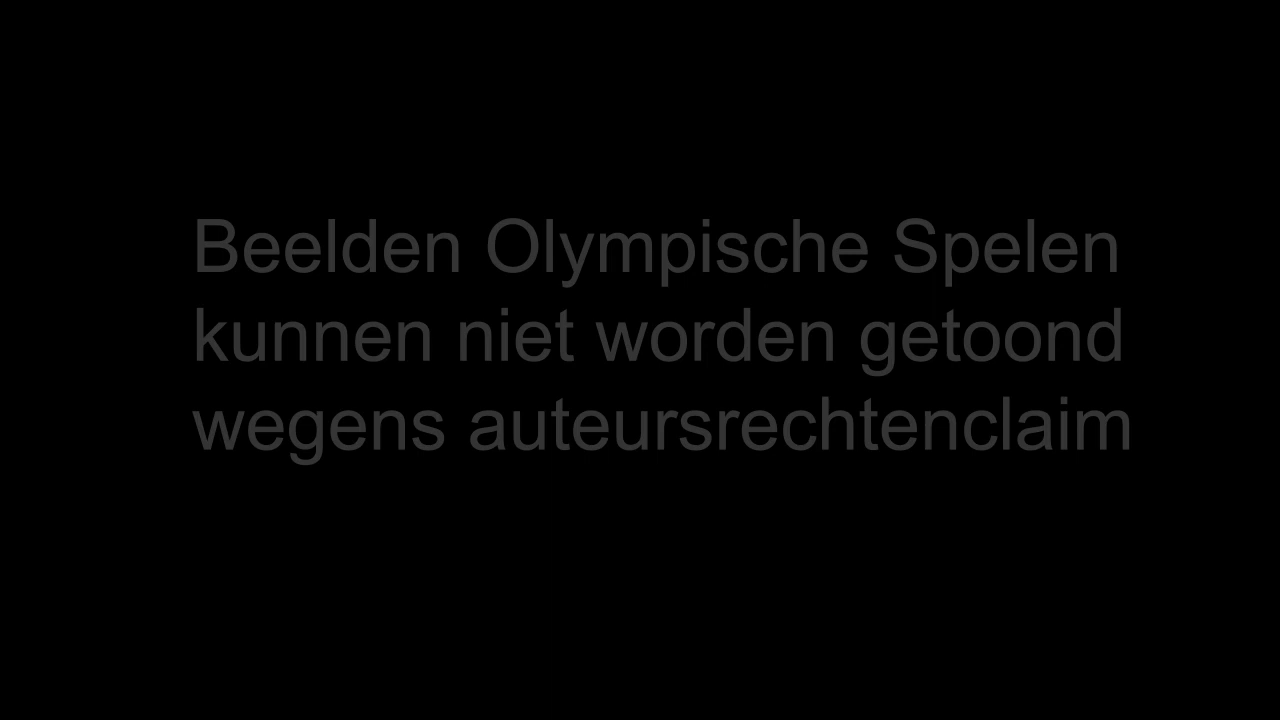 Beelden Olympische Spelen
kunnen niet worden getoond
wegens auteursrechtenclaim